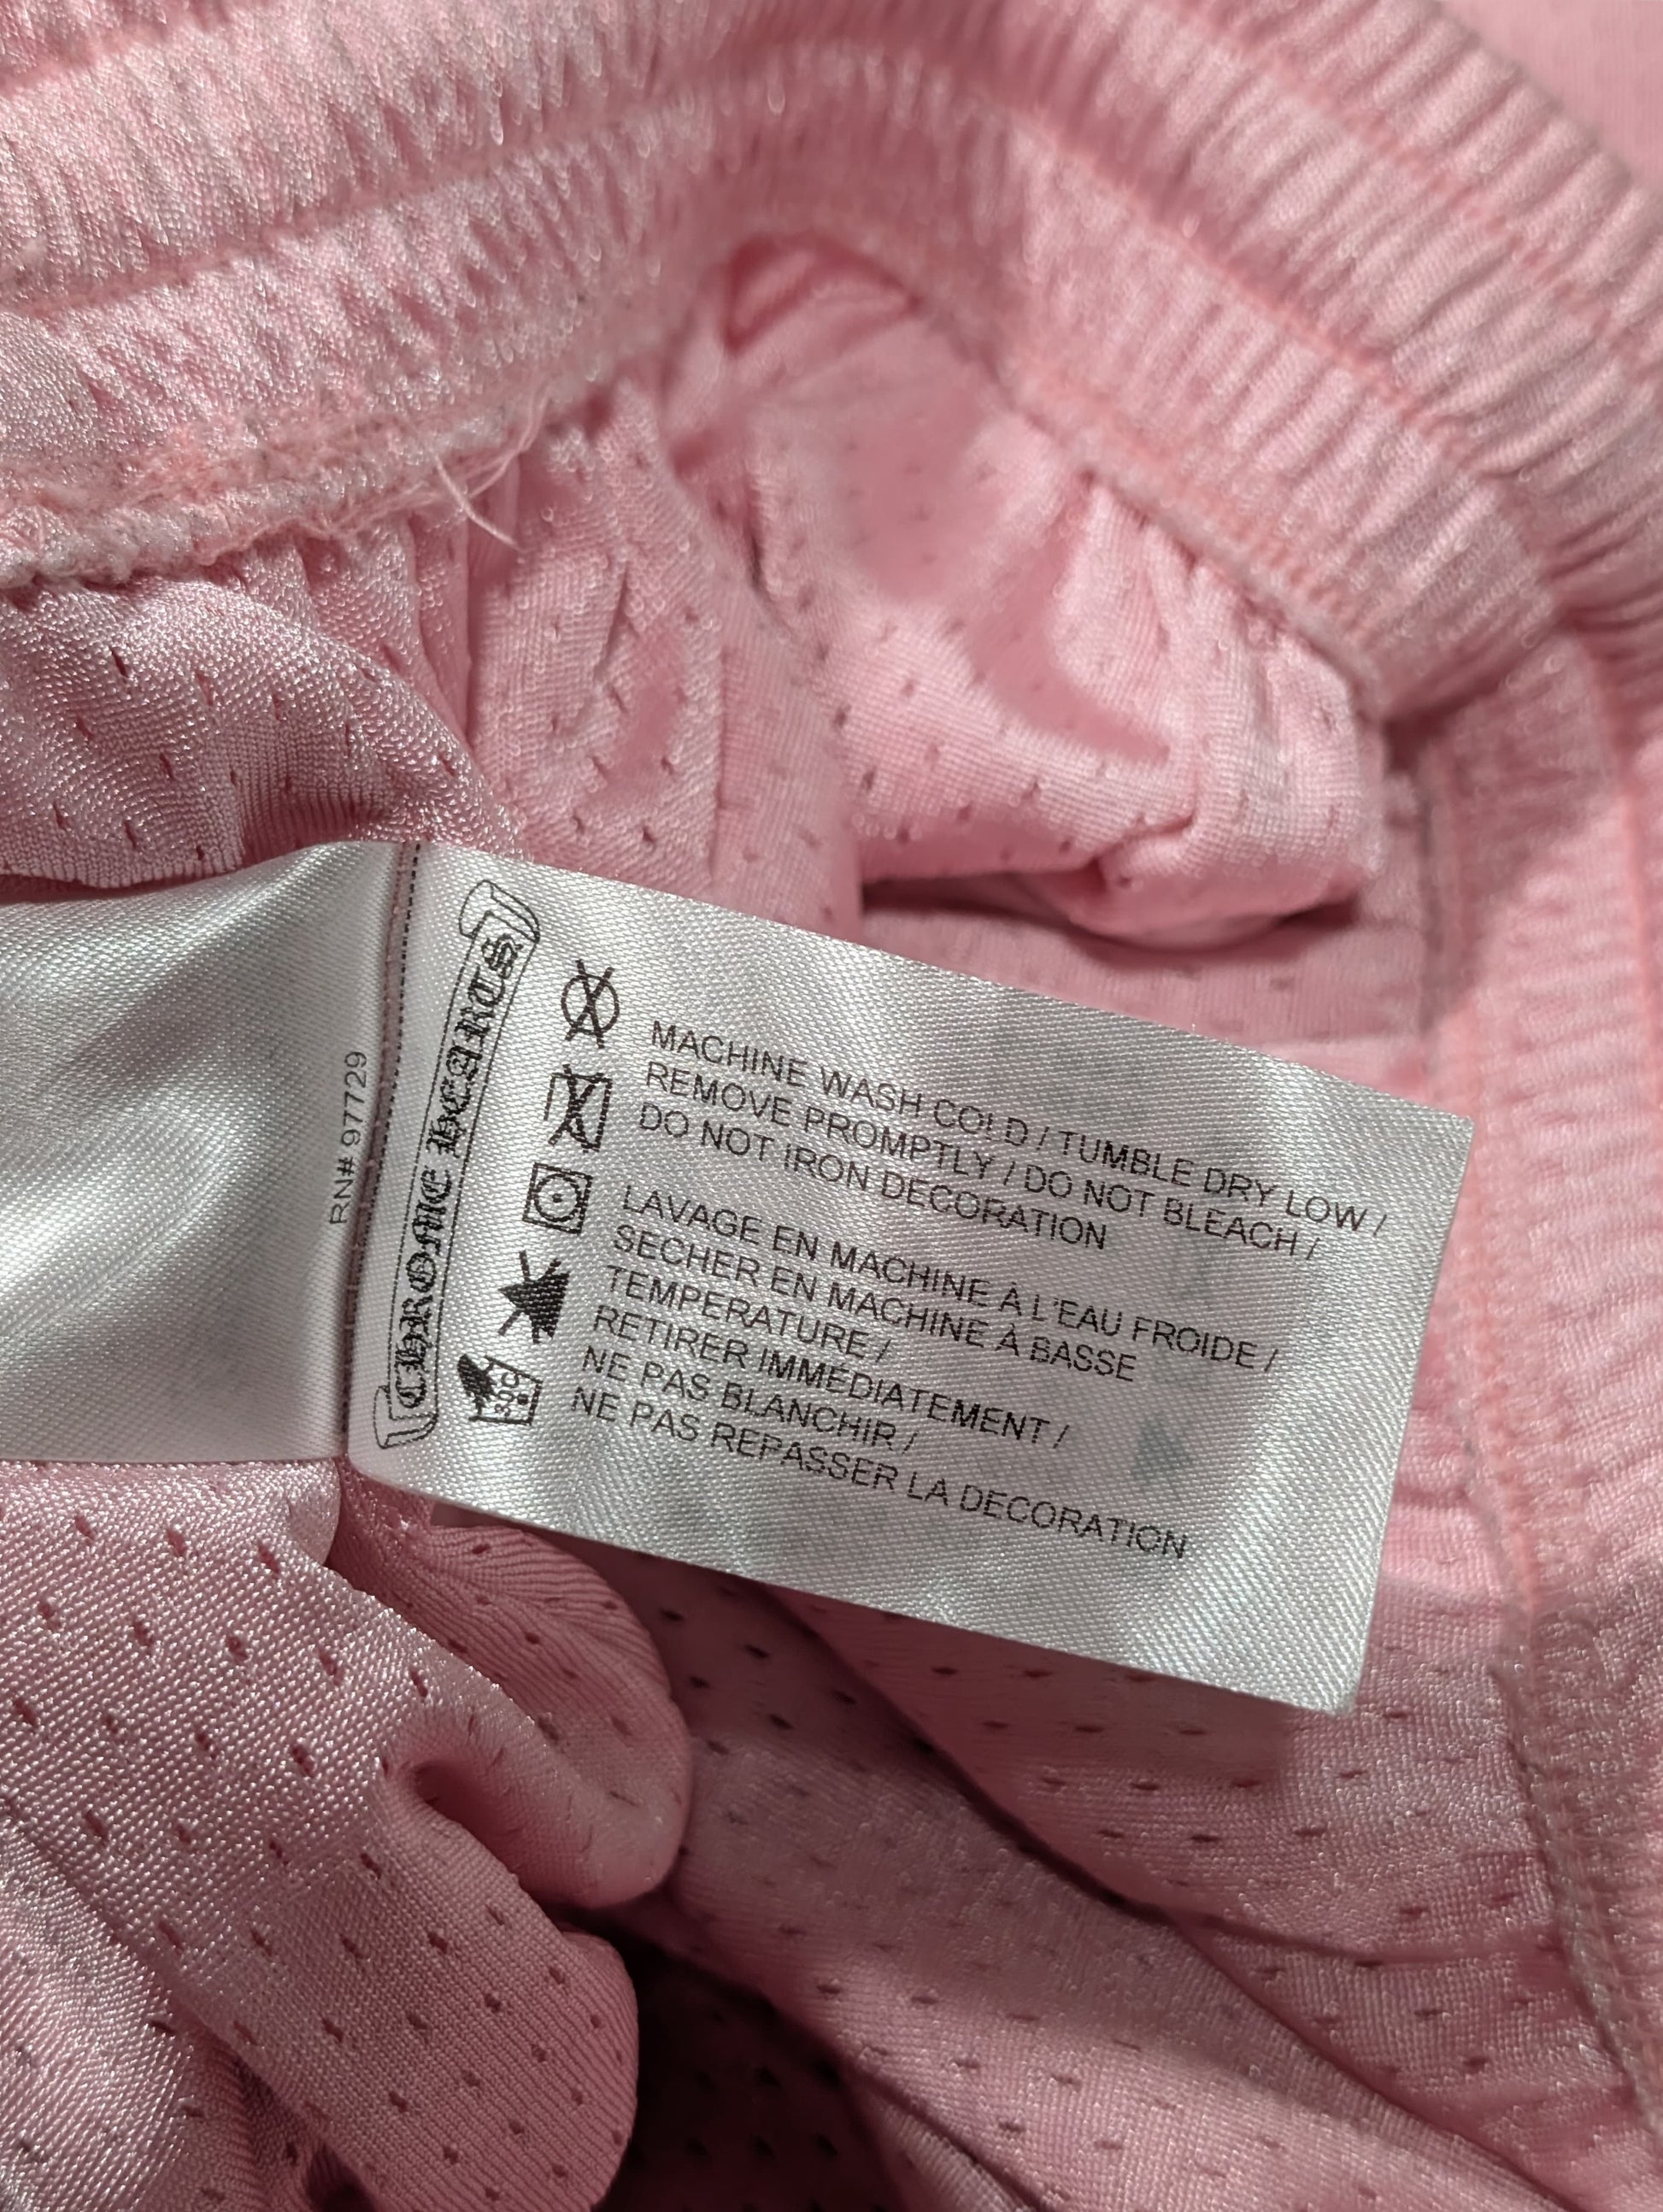 RN# 97729
CHROME HEARTS
MACHINE WASH COLD / TUMBLE DRY LOW /
REMOVE PROMPTLY / DO NOT BLEACH /
DO NOT IRON DECORATION
LAVAGE EN MACHINE À L'EAU FROIDE /
SECHER EN MACHINE À BASSE
TEMPERATURE /
RETIRER IMMÉDIATEMENT /
NE PAS BLANCHIR /
NE PAS REPASSER LA DECORATION
30C